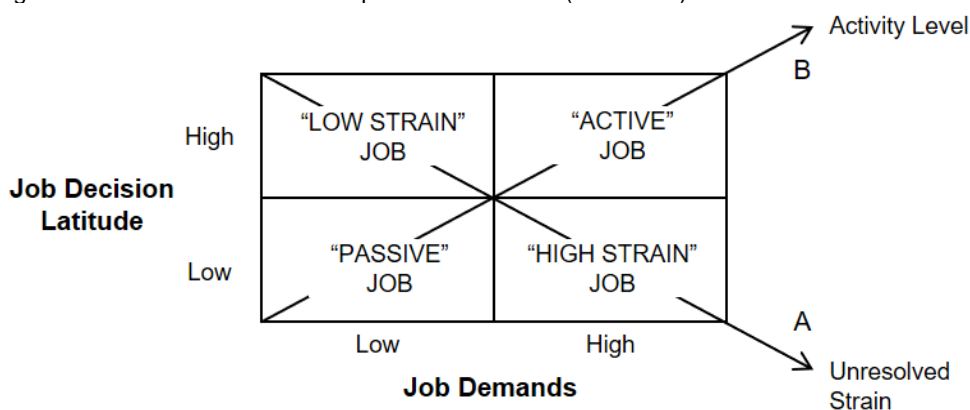 Activity Level
B
"LOW STRAIN"
JOB
"ACTIVE"
JOB
High
Job Decision
Latitude
"PASSIVE"
JOB
"HIGH STRAIN"
JOB
Low
A
Low
High
Job Demands
Unresolved
Strain